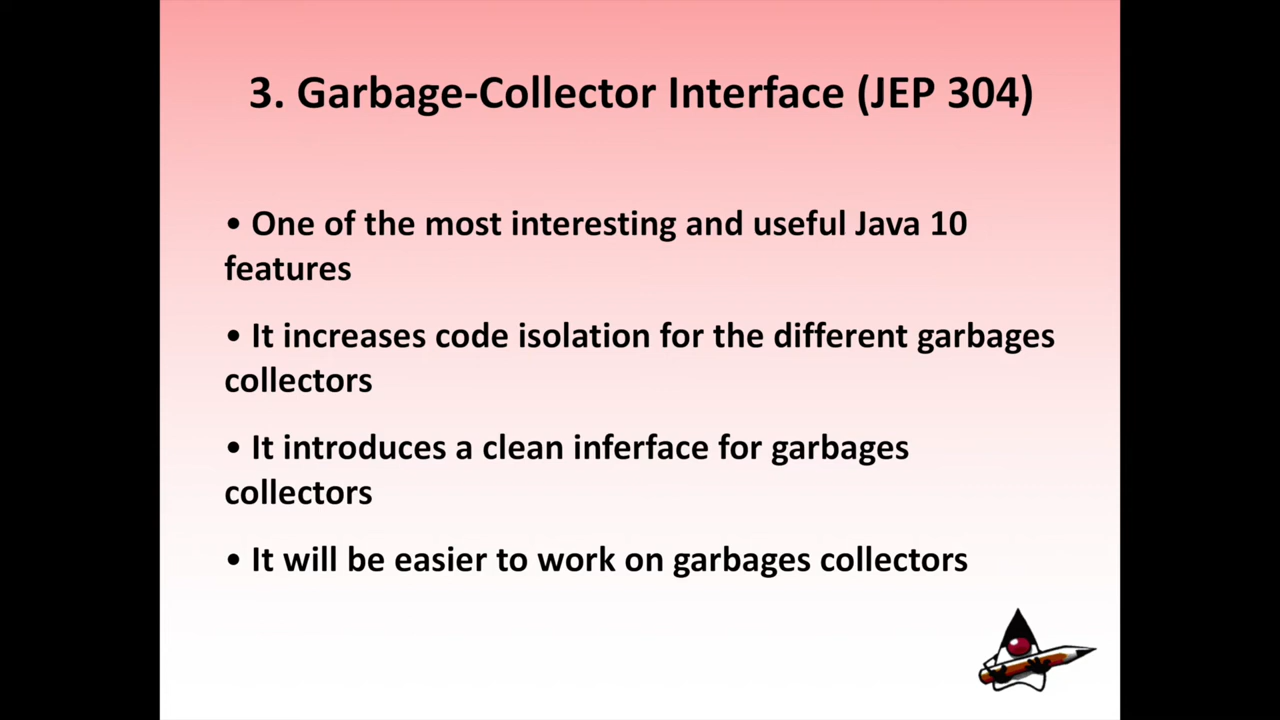 3. Garbage-Collector Interface (JEP 304)
• One of the most interesting and useful Java 10
features
• It increases code isolation for the different garbages
collectors
• It introduces a clean inferface for garbages
collectors
• It will be easier to work on garbages collectors